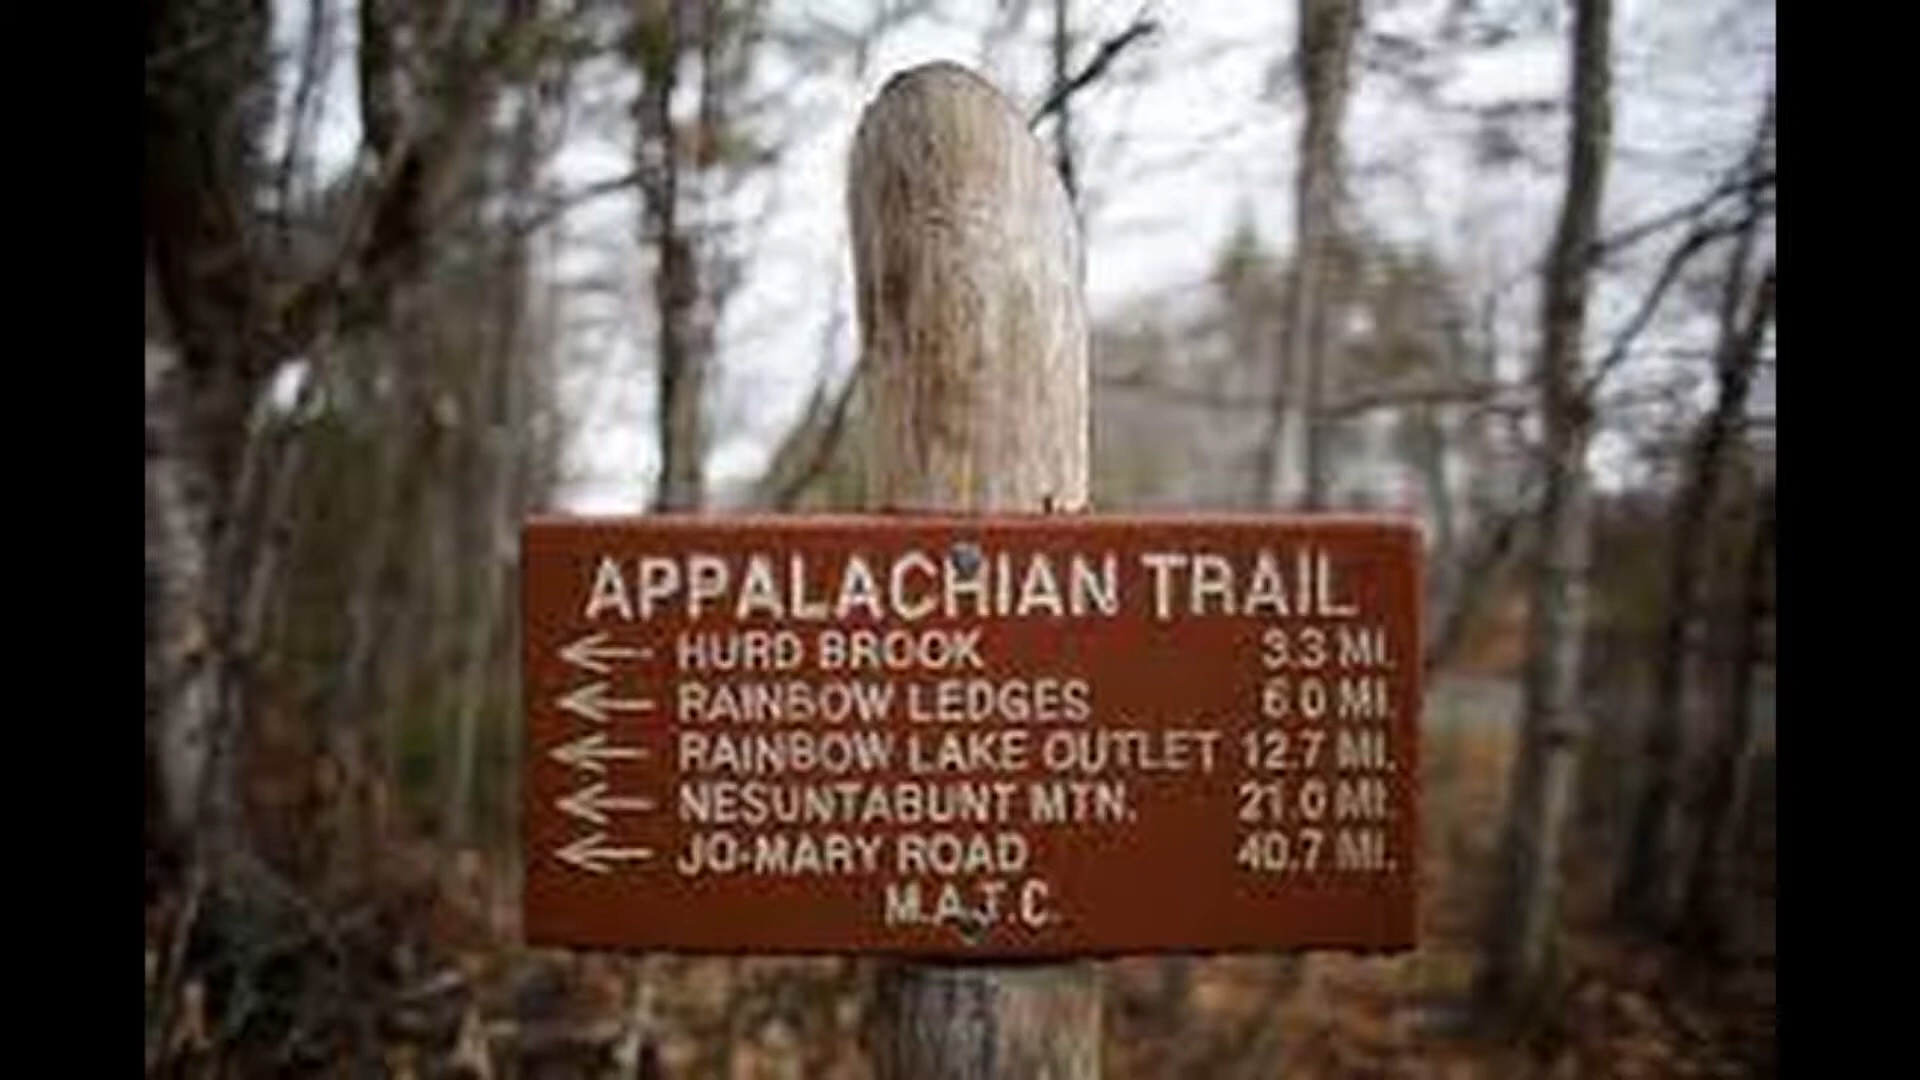 APPALACHIAN TRAIL
← HURD BROOK 3.3 MI.
← RAINBOW LEDGES 6.0 MI.
← RAINBOW LAKE OUTLET 12.7 MI.
← NESUNTABUNT MTN. 21.0 MI.
← JO-MARY ROAD 40.7 MI.
M.A.T.C.